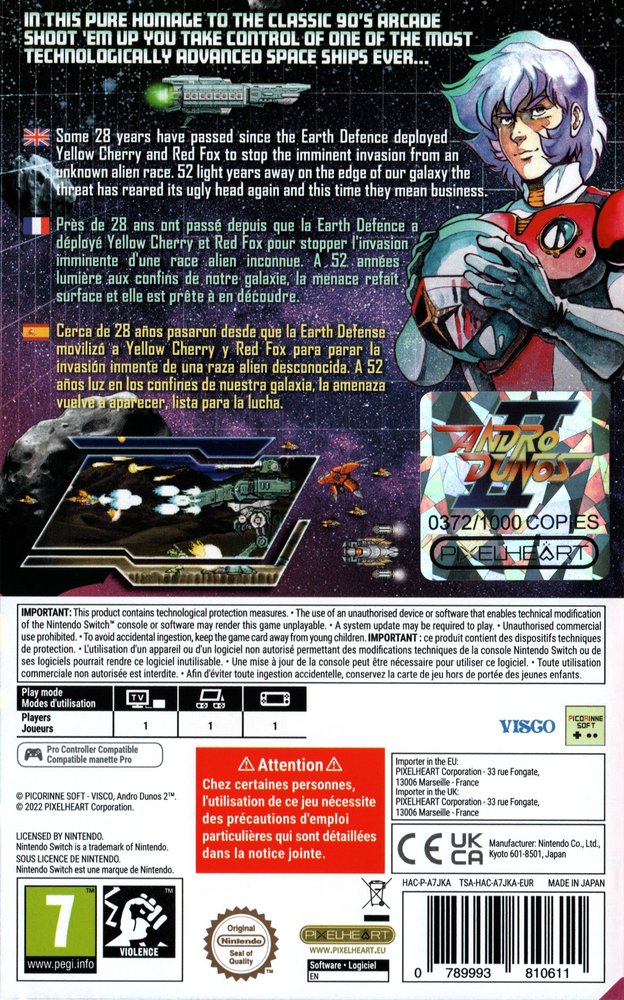 IN THIS PURE HOMAGE TO THE CLASSIC 90'S ARCADE
SHOOT 'EM UP YOU TAKE CONTROL OF ONE OF THE MOST
TECHNOLOGICALLY ADVANCED SPACE SHIPS EVER...
Some 28 years have passed since the Earth Defence deployed
Yellow Cherry and Red Fox to stop the imminent invasion from an
unknown alien race. 52 light years away on the edge of our galaxy the
threat has reared its ugly head again and this time they mean business.
Près de 28 ans ont passé depuis que la Earth Defence a
déployé Yellow Cherry et Red Fox pour stopper l'invasion
imminente d'une race alien inconnue. A 52 années-
lumière aux confins de notre galaxie, la menace refait
surface et elle est prête à en découdre.
Cerca de 28 años pasaron desde que la Earth Defense
movilizó a Yellow Cherry y Red Fox para parar la
invasión inmente de una raza alien desconocida. A 52
años luz en los confines de nuestra galaxia, la amenaza
vuelve a aparecer, lista para la lucha.
ANDRO
DUNOS
II
0372/1000 COPIES
PIXELHEART
IMPORTANT: This product contains technological protection measures. • The use of an unauthorised device or software that enables technical modification
of the Nintendo Switch™ console or software may render this game unplayable. • A system update may be required to play. • Unauthorised commercial
use prohibited. • To avoid accidental ingestion, keep the game card away from young children. IMPORTANT : ce produit contient des dispositifs techniques
de protection. • L'utilisation d'un appareil ou d'un logiciel non autorisé permettant des modifications techniques de la console Nintendo Switch ou de
ses logiciels pourrait rendre ce logiciel inutilisable. • Une mise à jour de la console peut être nécessaire pour utiliser ce logiciel. • Toute utilisation
commerciale non autorisée est interdite. • Afin d'éviter toute ingestion accidentelle, conservez la carte de jeu hors de portée des jeunes enfants.
Play mode
Modes d'utilisation
TV
Players
Joueurs
1 1 1
Pro Controller Compatible
Compatible manette Pro
VISCO
PICORINNE
SOFT
© PICORINNE SOFT - VISCO, Andro Dunos 2™.
© 2022 PIXELHEART Corporation.
LICENSED BY NINTENDO.
Nintendo Switch is a trademark of Nintendo.
SOUS LICENCE DE NINTENDO.
Nintendo Switch est une marque de Nintendo.
⚠ Attention ⚠
Chez certaines personnes,
l'utilisation de ce jeu nécessite
des précautions d'emploi
particulières qui sont détaillées
dans la notice jointe.
Importer in the EU:
PIXELHEART Corporation - 33 rue Fongate,
13006 Marseille - France
Importer in the UK:
PIXELHEART Corporation - 33 rue Fongate,
13006 Marseille - France
CE UK CA
Manufacturer: Nintendo Co., Ltd.,
Kyoto 601-8501, Japan
HAC-P-A7JKA TSA-HAC-A7JKA-EUR MADE IN JAPAN
7
™
www.pegi.info
VIOLENCE
™
Original
Nintendo
Seal of
Quality
™
PIXELHEART
WWW.PIXELHEART.EU
Software • Logiciel
EN
0 789993 810611